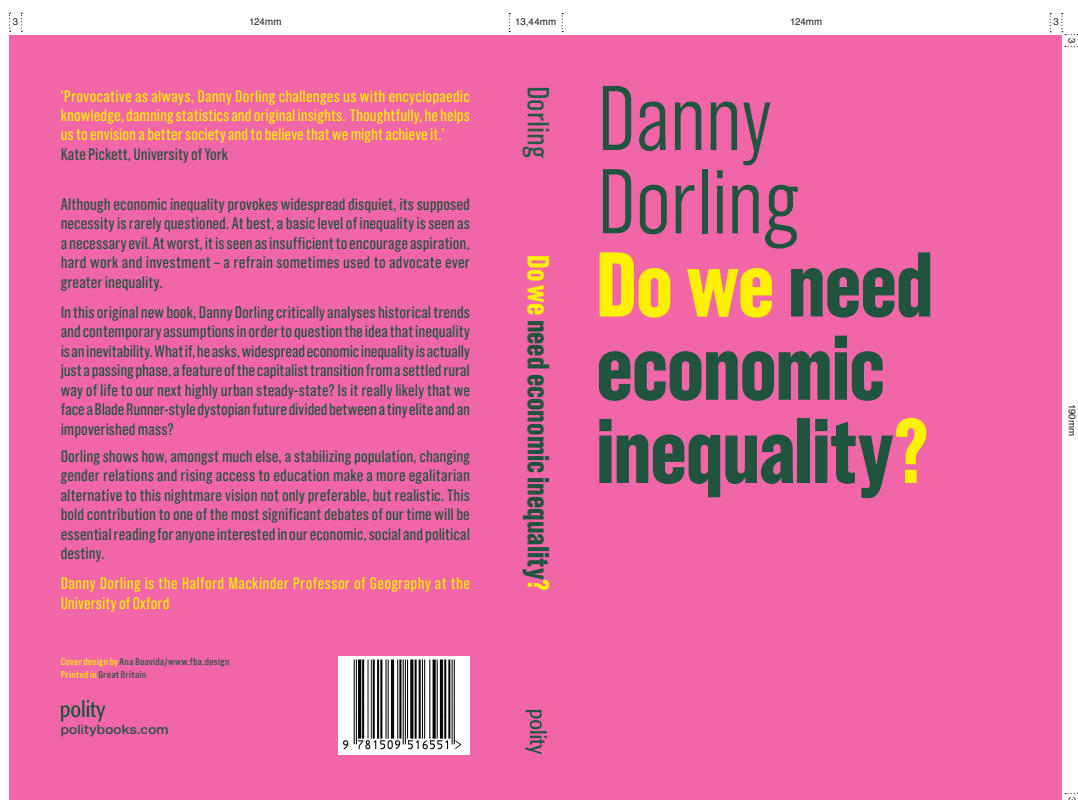 3
124mm
13,44mm
124mm
3
3
'Provocative as always, Danny Dorling challenges us with encyclopaedic
knowledge, damning statistics and original insights. Thoughtfully, he helps
us to envision a better society and to believe that we might achieve it.'
Kate Pickett, University of York
Although economic inequality provokes widespread disquiet, its supposed
necessity is rarely questioned. At best, a basic level of inequality is seen as
a necessary evil. At worst, it is seen as insufficient to encourage aspiration,
hard work and investment – a refrain sometimes used to advocate ever
greater inequality.
In this original new book, Danny Dorling critically analyses historical trends
and contemporary assumptions in order to question the idea that inequality
is an inevitability. What if, he asks, widespread economic inequality is actually
just a passing phase, a feature of the capitalist transition from a settled rural
way of life to our next highly urban steady-state? Is it really likely that we
face a Blade Runner-style dystopian future divided between a tiny elite and an
impoverished mass?
Dorling shows how, amongst much else, a stabilizing population, changing
gender relations and rising access to education make a more egalitarian
alternative to this nightmare vision not only preferable, but realistic. This
bold contribution to one of the most significant debates of our time will be
essential reading for anyone interested in our economic, social and political
destiny.
Danny Dorling is the Halford Mackinder Professor of Geography at the
University of Oxford
Cover design by Ana Boavida/www.fba.design
Printed in Great Britain
polity
politybooks.com
9 781509 516551 >
Dorling
Do we need economic inequality?
polity
Danny
Dorling
Do we need
economic
inequality?
190mm
3